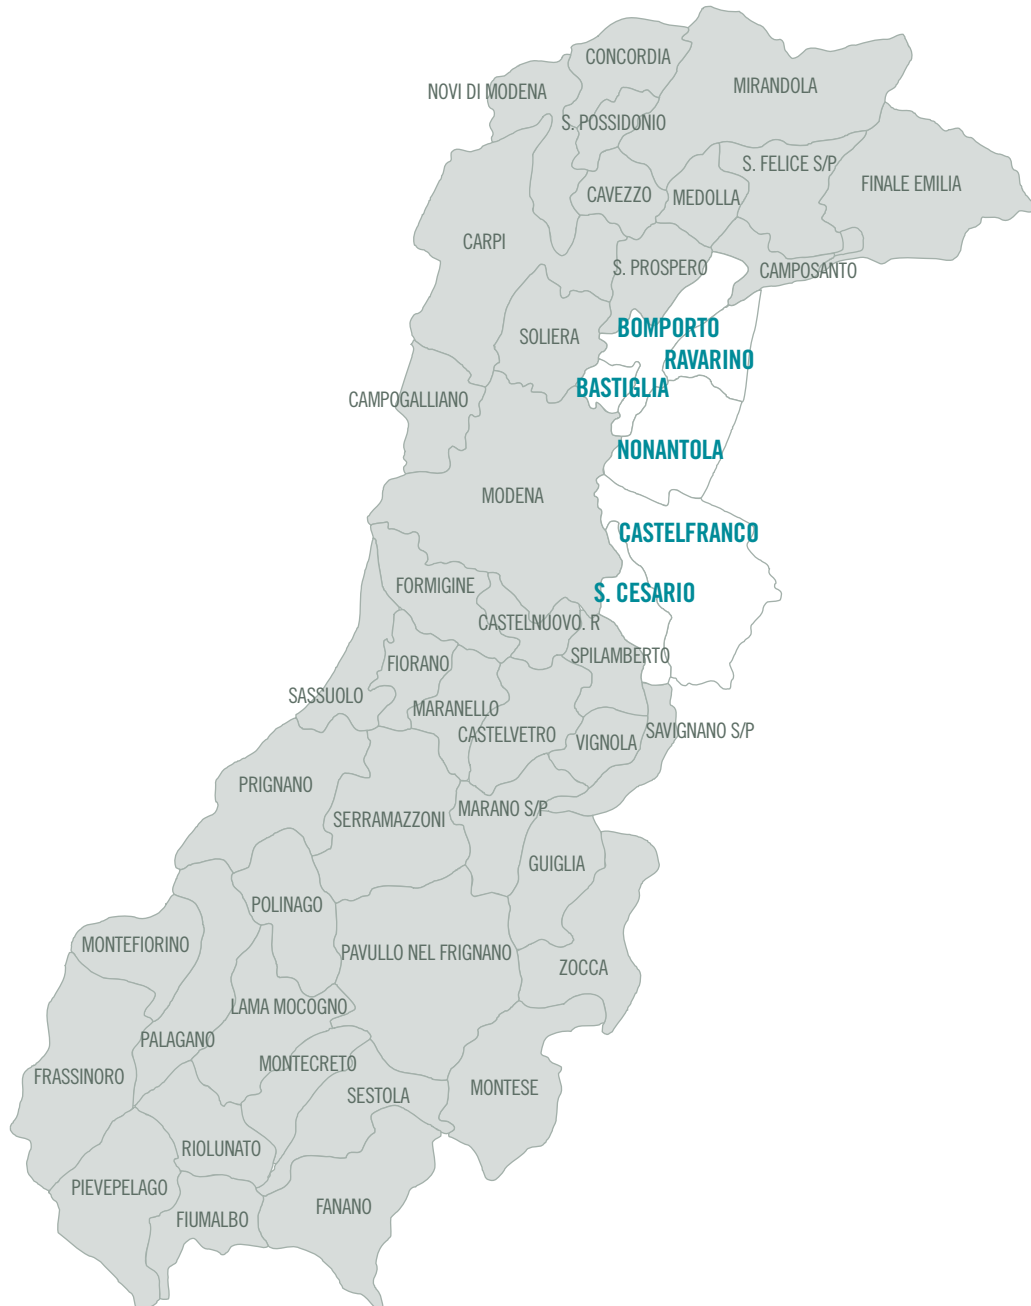 CONCORDIA
MIRANDOLA
NOVI DI MODENA
S. POSSIDONIO
S. FELICE S/P
FINALE EMILIA
CAVEZZO
MEDOLLA
CARPI
S. PROSPERO
CAMPOSANTO
BOMPORTO
SOLIERA
RAVARINO
BASTIGLIA
CAMPOGALLIANO
NONANTOLA
MODENA
CASTELFRANCO
FORMIGINE
S. CESARIO
CASTELNUOVO. R
SPILAMBERTO
FIORANO
SASSUOLO
MARANELLO
CASTELVETRO
SAVIGNANO S/P
VIGNOLA
PRIGNANO
MARANO S/P
SERRAMAZZONI
GUIGLIA
POLINAGO
MONTEFIORINO
PAVULLO NEL FRIGNANO
ZOCCA
LAMA MOCOGNO
PALAGANO
MONTECRETO
FRASSINORO
MONTESE
SESTOLA
RIOLUNATO
PIEVEPELAGO
FANANO
FIUMALBO